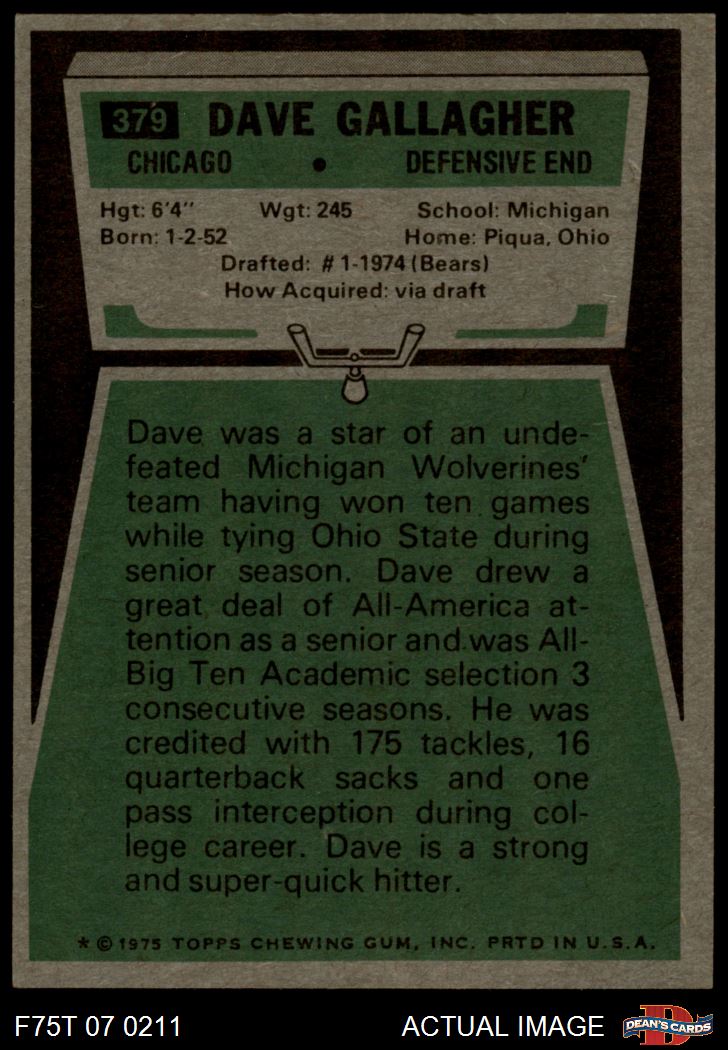 379 DAVE GALLAGHER
CHICAGO • DEFENSIVE END
Hgt: 6'4" Wgt: 245 School: Michigan
Born: 1-2-52 Home: Piqua, Ohio
Drafted: #1-1974 (Bears)
How Acquired: via draft
Dave was a star of an unde-
feated Michigan Wolverines'
team having won ten games
while tying Ohio State during
senior season. Dave drew a
great deal of All-America at-
tention as a senior and was All-
Big Ten Academic selection 3
consecutive seasons. He was
credited with 175 tackles, 16
quarterback sacks and one
pass interception during col-
lege career. Dave is a strong
and super-quick hitter.
* © 1975 TOPPS CHEWING GUM, INC. PRTD IN U.S.A.
F75T 07 0211 ACTUAL IMAGE D DEAN'S CARDS